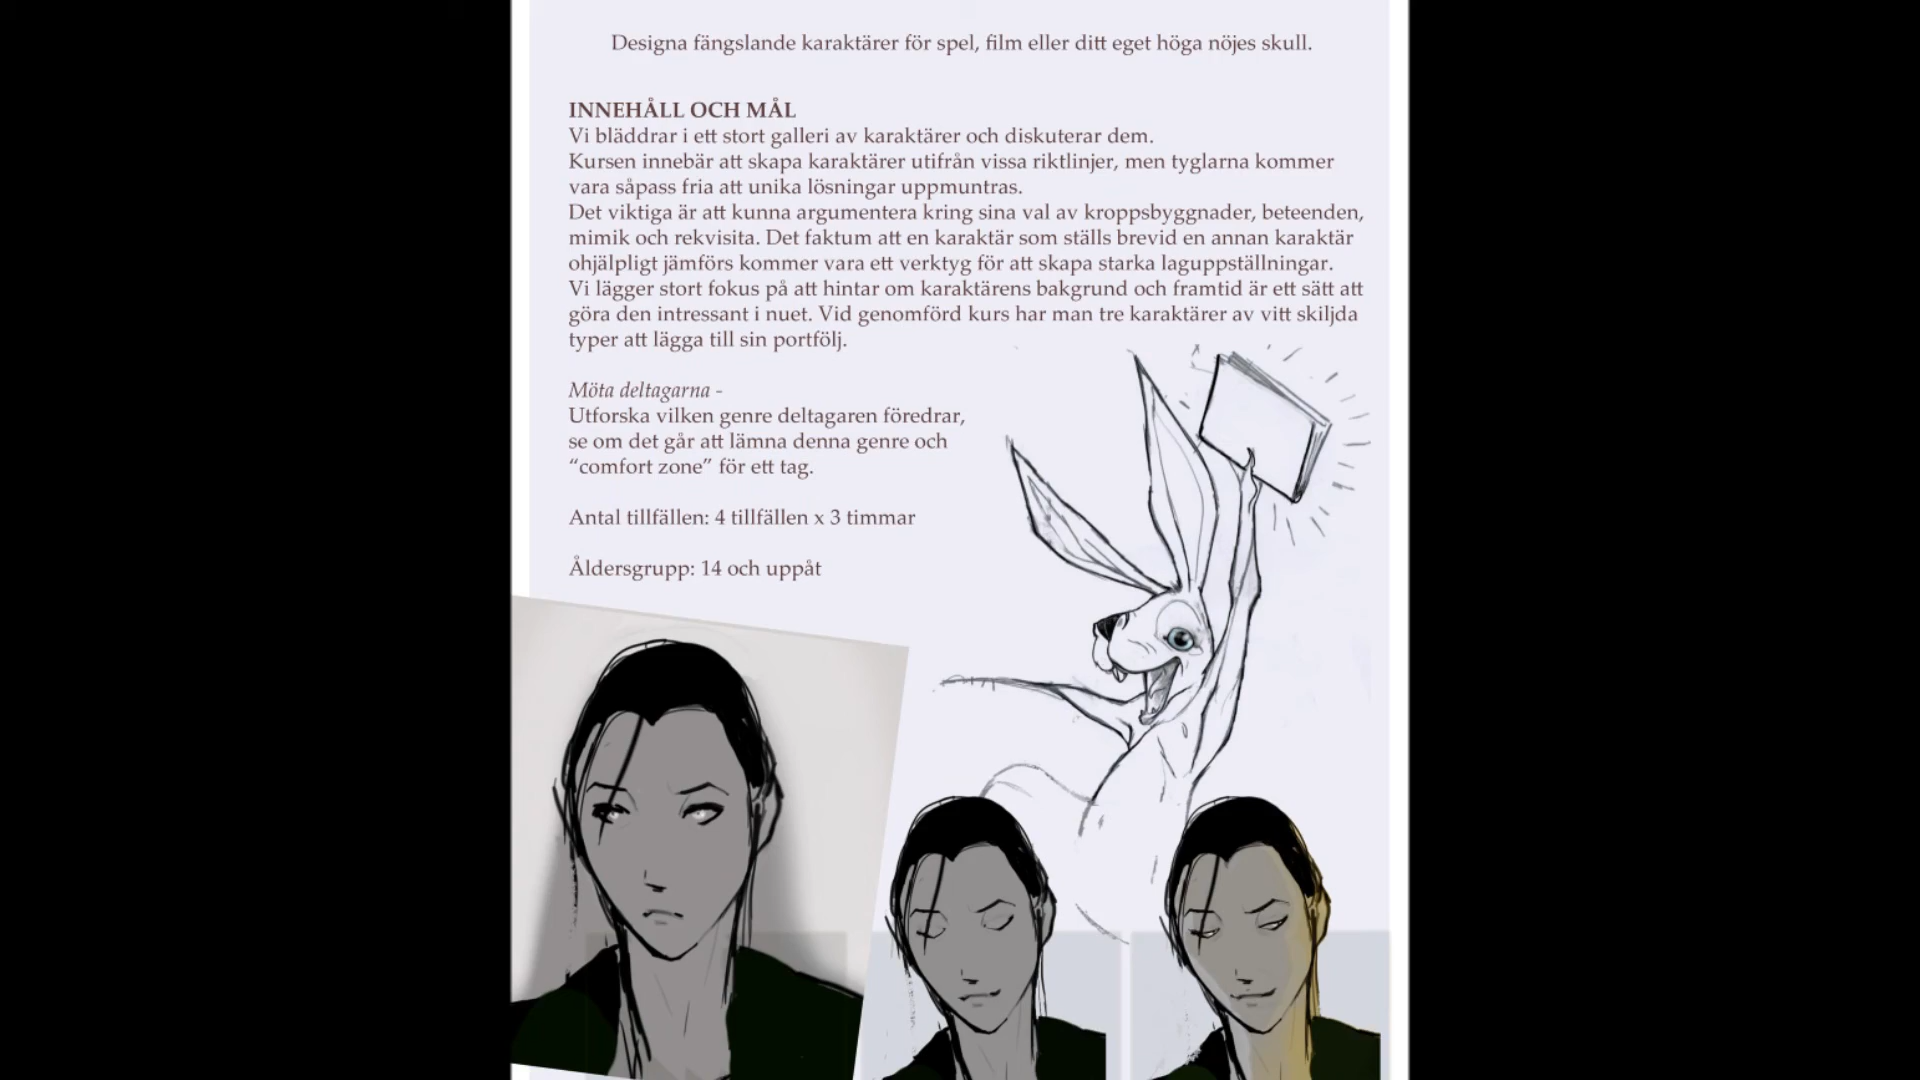 Designa fängslande karaktärer för spel, film eller ditt eget höga nöjes skull.
INNEHÅLL OCH MÅL
Vi bläddrar i ett stort galleri av karaktärer och diskuterar dem.
Kursen innebär att skapa karaktärer utifrån vissa riktlinjer, men tyglarna kommer
vara såpass fria att unika lösningar uppmuntras.
Det viktiga är att kunna argumentera kring sina val av kroppsbyggnader, beteenden,
mimik och rekvisita. Det faktum att en karaktär som ställs brevid en annan karaktär
ohjälpligt jämförs kommer vara ett verktyg för att skapa starka laguppställningar.
Vi lägger stort fokus på att hintar om karaktärens bakgrund och framtid är ett sätt att
göra den intressant i nuet. Vid genomförd kurs har man tre karaktärer av vitt skiljda
typer att lägga till sin portfölj.
Möta deltagarna -
Utforska vilken genre deltagaren föredrar,
se om det går att lämna denna genre och
“comfort zone” för ett tag.
Antal tillfällen: 4 tillfällen x 3 timmar
Åldersgrupp: 14 och uppåt